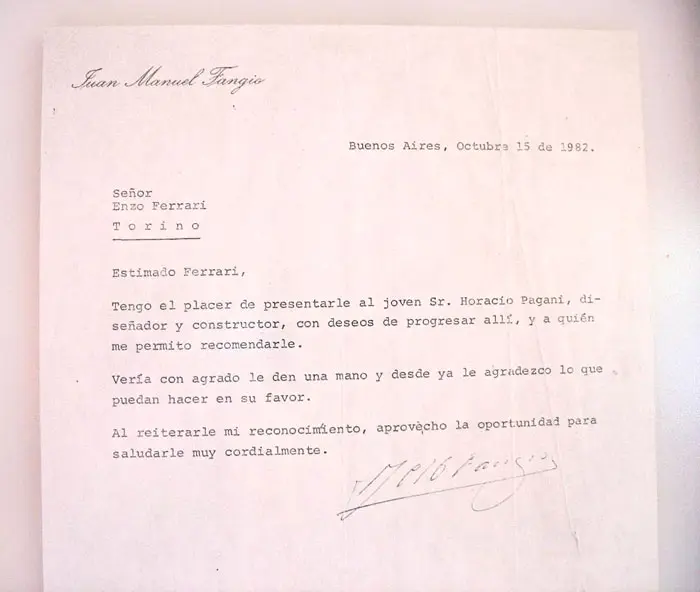 Juan Manuel Fangio
Buenos Aires, Octubre 15 de 1982.
Señor
Enzo Ferrari
T o r i n o
Estimado Ferrari,
Tengo el placer de presentarle al joven Sr. Horacio Pagani, di-
señador y constructor, con deseos de progresar allí, y a quién
me permito recomendarle.
Vería con agrado le den una mano y desde ya le agradezco lo que
puedan hacer en su favor.
Al reiterarle mi reconocimiento, aprovecho la oportunidad para
saludarle muy cordialmente.
Fangio